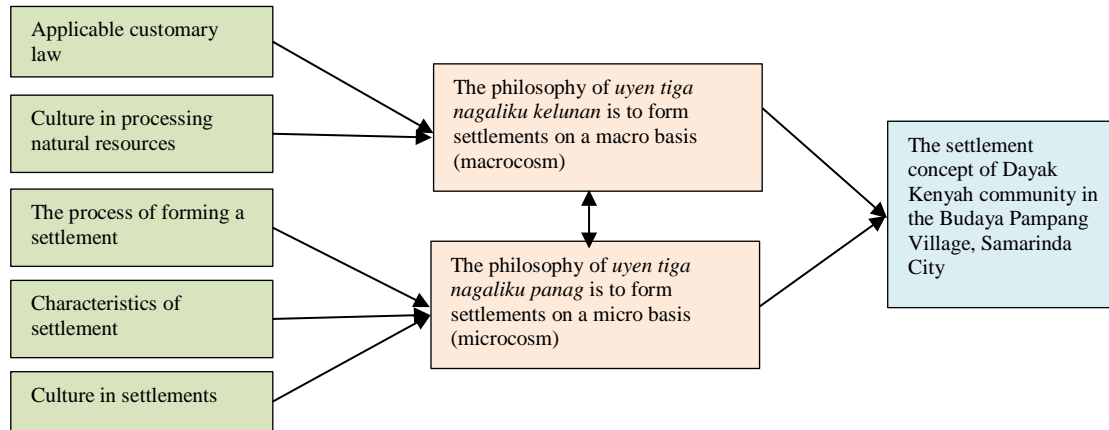 Applicable customary
law
Culture in processing
natural resources
The process of forming a
settlement
Characteristics of
settlement
Culture in settlements
The philosophy of uyen tiga
nagaliku kelunan is to form
settlements on a macro basis
(macrocosm)
The philosophy of uyen tiga
nagaliku panag is to form
settlements on a micro basis
(microcosm)
The settlement
concept of Dayak
Kenyah community in
the Budaya Pampang
Village, Samarinda
City